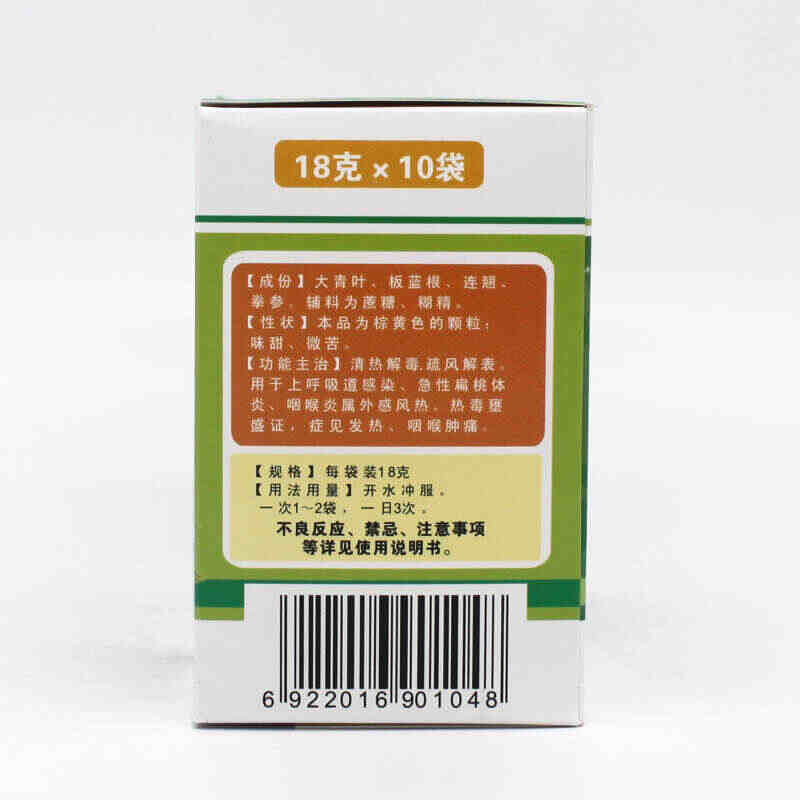 18克×10袋
【成份】大青叶、板蓝根、连翘、
拳参。辅料为蔗糖、糊精。
【性状】本品为棕黄色的颗粒；
味甜、微苦。
【功能主治】清热解毒,疏风解表。
用于上呼吸道感染、急性扁桃体
炎、咽喉炎属外感风热、热毒壅
盛证，症见发热、咽喉肿痛。
【规格】每袋装18克
【用法用量】开水冲服。
一次1～2袋，一日3次。
不良反应、禁忌、注意事项
等详见使用说明书。
6 922016 901048